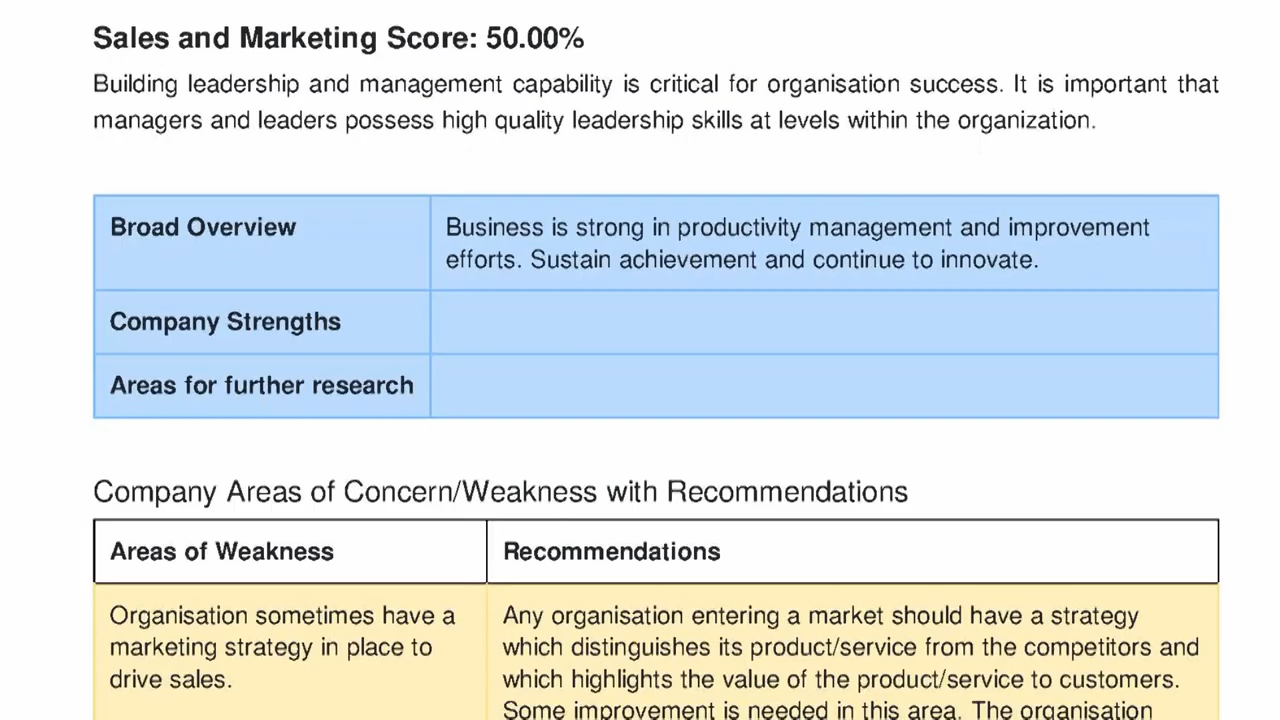 Sales and Marketing Score: 50.00%
Building leadership and management capability is critical for organisation success. It is important that
managers and leaders possess high quality leadership skills at levels within the organization.
Broad Overview
Business is strong in productivity management and improvement
efforts. Sustain achievement and continue to innovate.
Company Strengths
Areas for further research
Company Areas of Concern/Weakness with Recommendations
Areas of Weakness
Recommendations
Organisation sometimes have a
marketing strategy in place to
drive sales.
Any organisation entering a market should have a strategy
which distinguishes its product/service from the competitors and
which highlights the value of the product/service to customers.
Some improvement is needed in this area. The organisation